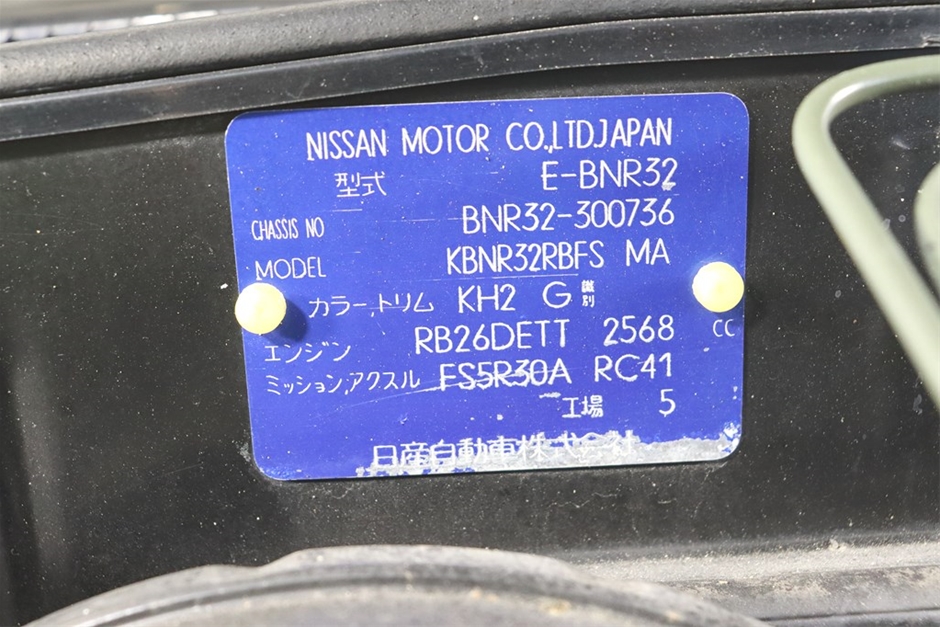 NISSAN MOTOR CO.,LTD.JAPAN
型式 E-BNR32
CHASSIS NO BNR32-300736
MODEL KBNR32RBFS MA
カラー,トリム KH2 G 識別
エンジン RB26DETT 2568 CC
ミッション,アクスル FS5R30A RC41
工場 5
日産自動車株式会社